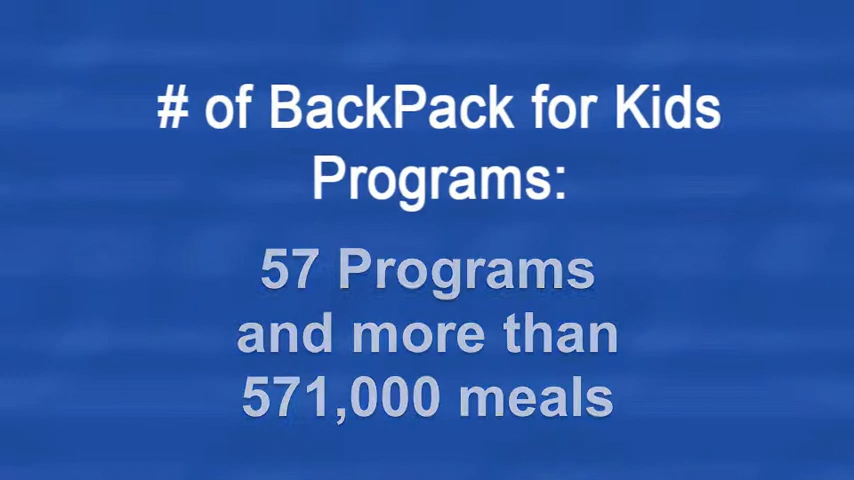 # of BackPack for Kids
Programs:
57 Programs
and more than
571,000 meals